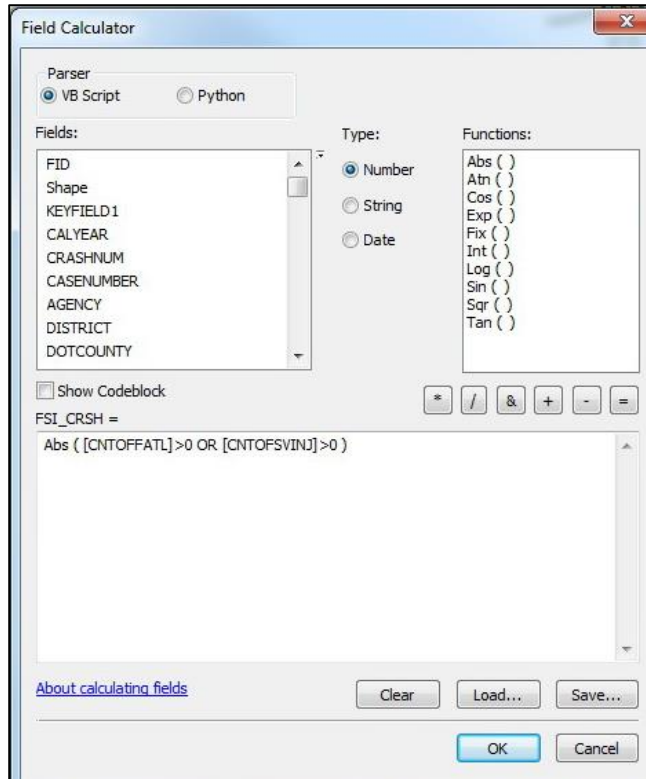 Field Calculator
Parser
VB Script
Python
Fields:
FID
Shape
KEYFIELD1
CALYEAR
CRASHNUM
CASENUMBER
AGENCY
DISTRICT
DOTCOUNTY
Type:
Number
String
Date
Functions:
Abs ( )
Atn ( )
Cos ( )
Exp ( )
Fix ( )
Int ( )
Log ( )
Sin ( )
Sqr ( )
Tan ( )
Show Codeblock
* / & + - =
FSI_CRSH =
Abs ( [CNTOFFATL]>0 OR [CNTOFSVINJ]>0 )
About calculating fields
Clear Load... Save...
OK Cancel